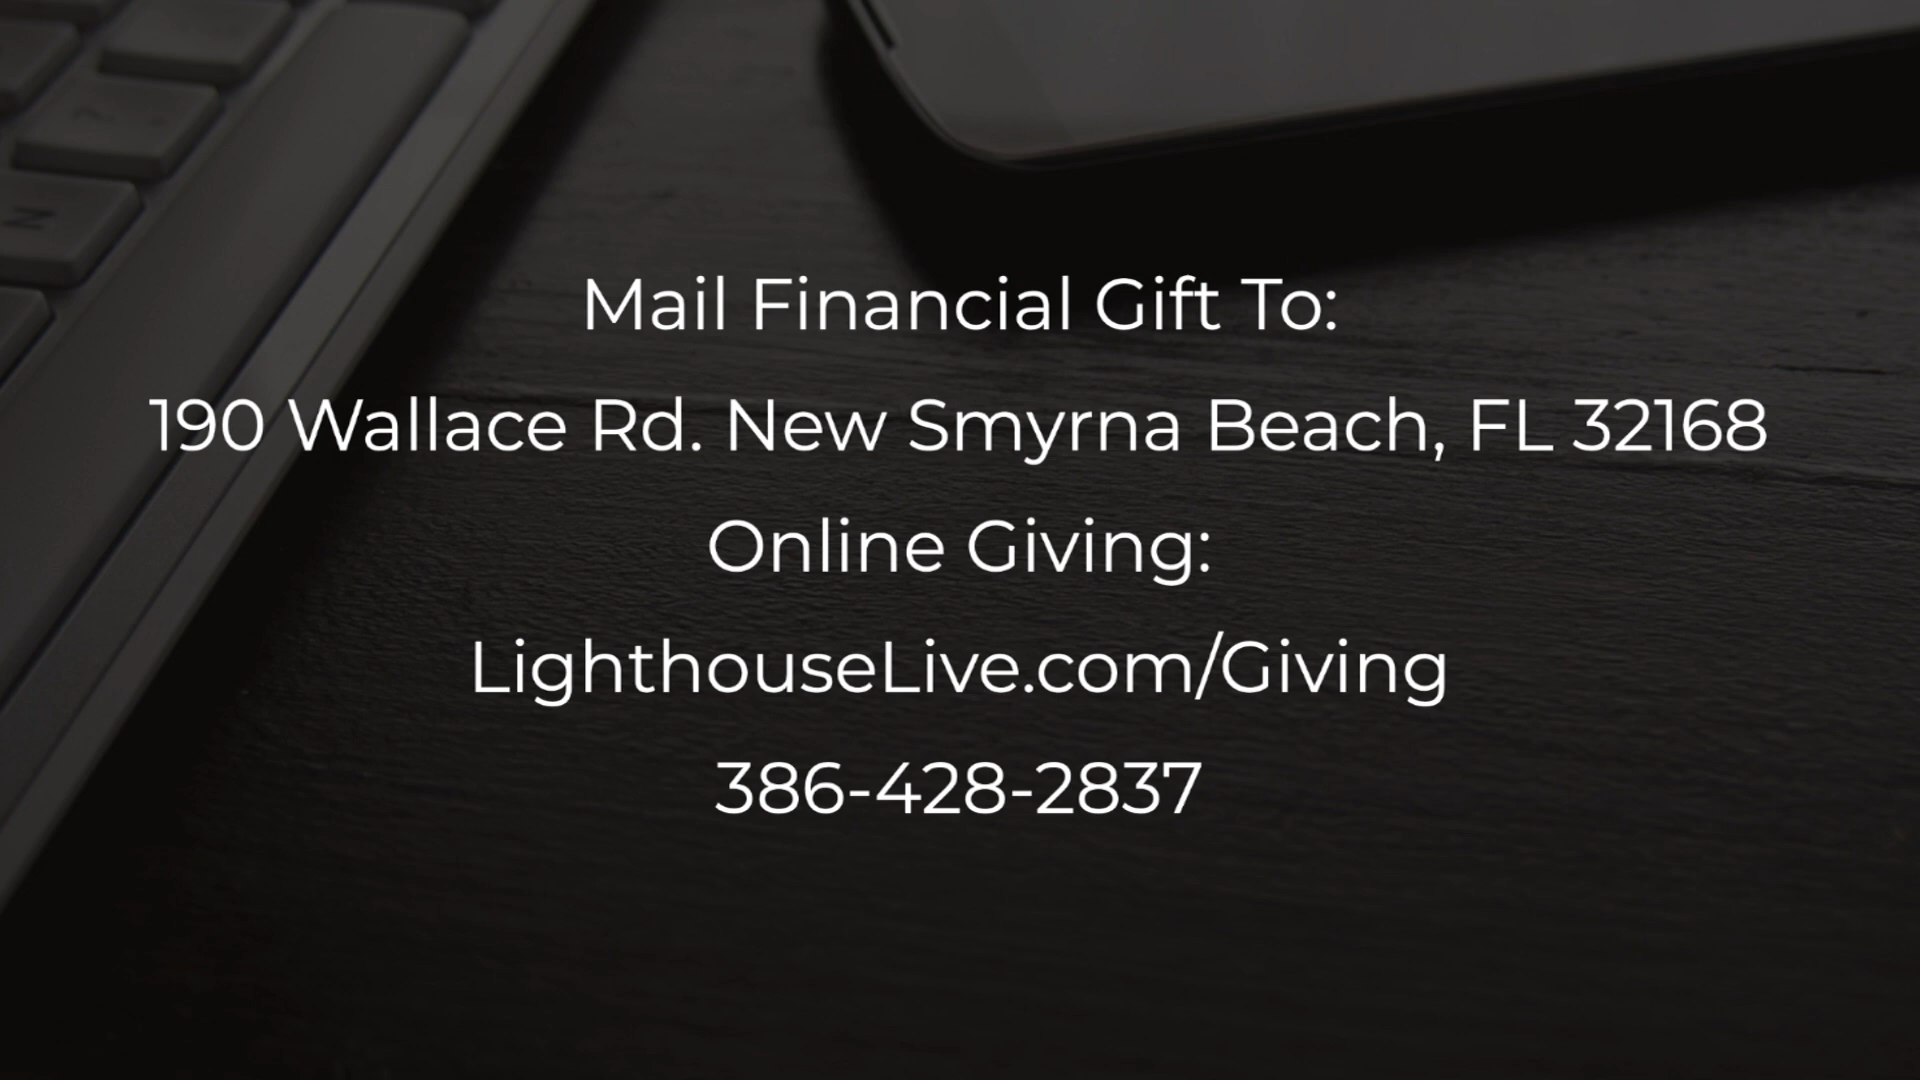 Mail Financial Gift To:
190 Wallace Rd. New Smyrna Beach, FL 32168
Online Giving:
LighthouseLive.com/Giving
386-428-2837